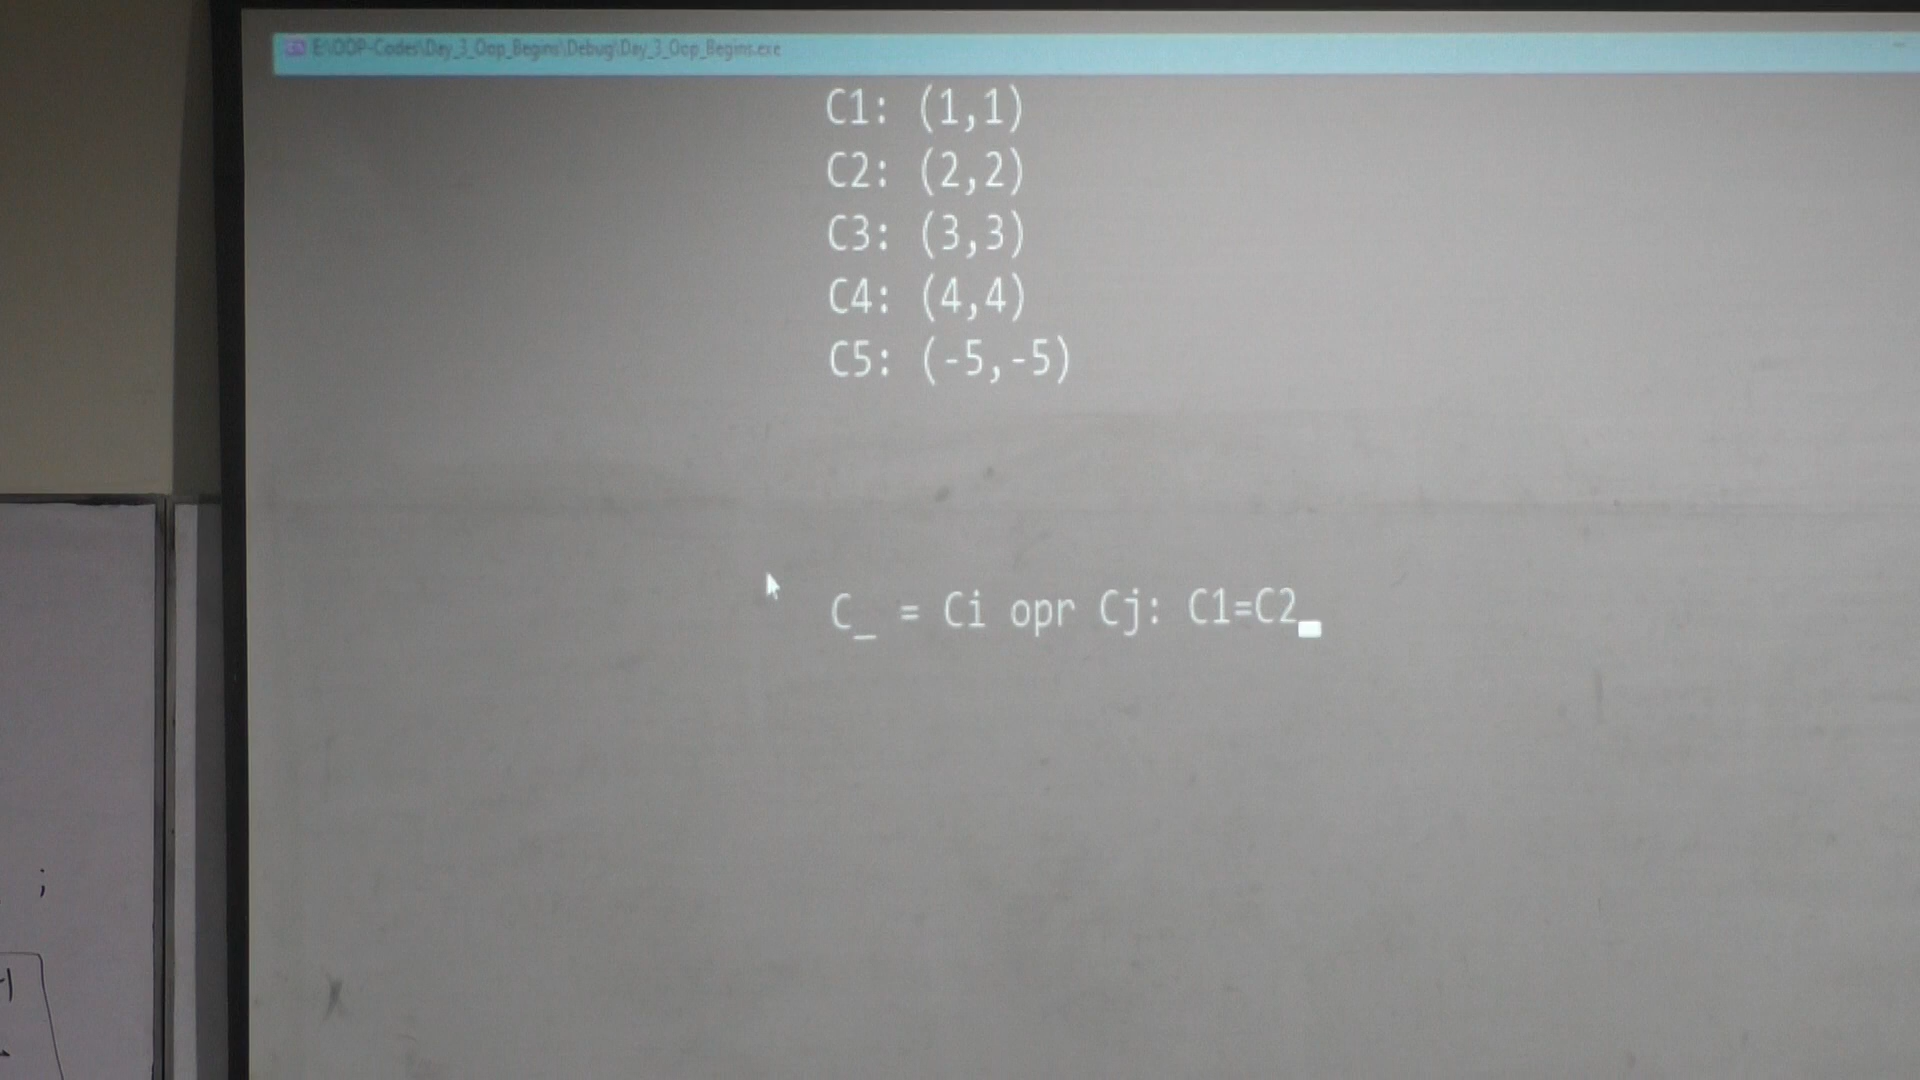 E:\OOP-Codes\Day_3_Oop_Begins\Debug\Day_3_Oop_Begins.exe
C1: (1,1)
C2: (2,2)
C3: (3,3)
C4: (4,4)
C5: (-5,-5)
C_ = Ci opr Cj: C1=C2_
;